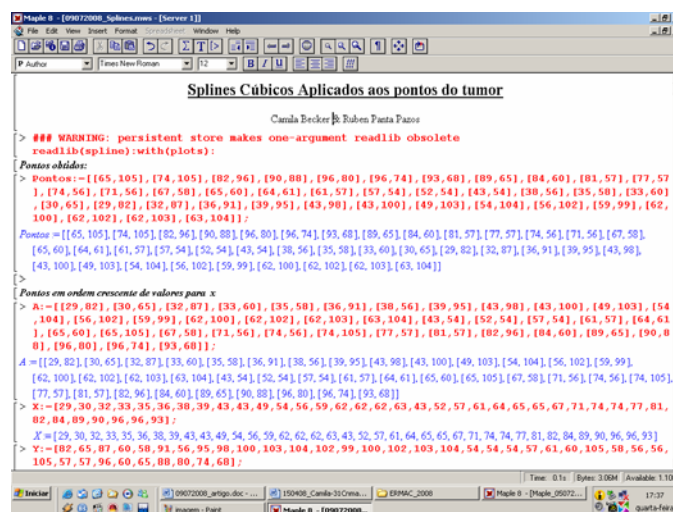 Maple 8 - [09072008_Splines.mws - [Server 1]]
File Edit View Insert Format Spreadsheet Window Help
P Author Times New Roman 12 B I U
Splines Cúbicos Aplicados aos pontos do tumor
Camila Becker & Ruben Panta Pazos
> ### WARNING: persistent store makes one-argument readlib obsolete
readlib(spline):with(plots):
Pontos obtidos:
> Pontos:=[[65,105],[74,105],[82,96],[90,88],[96,80],[96,74],[93,68],[89,65],[84,60],[81,57],[77,57
],[74,56],[71,56],[67,58],[65,60],[64,61],[61,57],[57,54],[52,54],[43,54],[38,56],[35,58],[33,60]
,[30,65],[29,82],[32,87],[36,91],[39,95],[43,98],[43,100],[49,103],[54,104],[56,102],[59,99],[62,
100],[62,102],[62,103],[63,104]];
Pontos := [[65, 105], [74, 105], [82, 96], [90, 88], [96, 80], [96, 74], [93, 68], [89, 65], [84, 60], [81, 57], [77, 57], [74, 56], [71, 56], [67, 58],
[65, 60], [64, 61], [61, 57], [57, 54], [52, 54], [43, 54], [38, 56], [35, 58], [33, 60], [30, 65], [29, 82], [32, 87], [36, 91], [39, 95], [43, 98],
[43, 100], [49, 103], [54, 104], [56, 102], [59, 99], [62, 100], [62, 102], [62, 103], [63, 104]]
>
Pontos em ordem crescente de valores para x
> A:=[[29,82],[30,65],[32,87],[33,60],[35,58],[36,91],[38,56],[39,95],[43,98],[43,100],[49,103],[54
,104],[56,102],[59,99],[62,100],[62,102],[62,103],[63,104],[43,54],[52,54],[57,54],[61,57],[64,61
],[65,60],[65,105],[67,58],[71,56],[74,56],[74,105],[77,57],[81,57],[82,96],[84,60],[89,65],[90,8
8],[96,80],[96,74],[93,68]];
A := [[29, 82], [30, 65], [32, 87], [33, 60], [35, 58], [36, 91], [38, 56], [39, 95], [43, 98], [43, 100], [49, 103], [54, 104], [56, 102], [59, 99],
[62, 100], [62, 102], [62, 103], [63, 104], [43, 54], [52, 54], [57, 54], [61, 57], [64, 61], [65, 60], [65, 105], [67, 58], [71, 56], [74, 56], [74, 105],
[77, 57], [81, 57], [82, 96], [84, 60], [89, 65], [90, 88], [96, 80], [96, 74], [93, 68]]
> X:=[29,30,32,33,35,36,38,39,43,43,49,54,56,59,62,62,62,63,43,52,57,61,64,65,65,67,71,74,74,77,81,
82,84,89,90,96,96,93];
X := [29, 30, 32, 33, 35, 36, 38, 39, 43, 43, 49, 54, 56, 59, 62, 62, 62, 63, 43, 52, 57, 61, 64, 65, 65, 67, 71, 74, 74, 77, 81, 82, 84, 89, 90, 96, 96, 93]
> Y:=[82,65,87,60,58,91,56,95,98,100,103,104,102,99,100,102,103,104,54,54,54,57,61,60,105,58,56,56,
105,57,57,96,60,65,88,80,74,68];
Time: 0.1s Bytes: 3.06M Available: 1.10
Iniciar 09072008_artigo.doc - ... 150408_Camila-31Cnma... ERMAC_2008 Maple 8 - [Maple_05072... 17:37
imagem - Paint Maple 8 - [09072008... quarta-feira